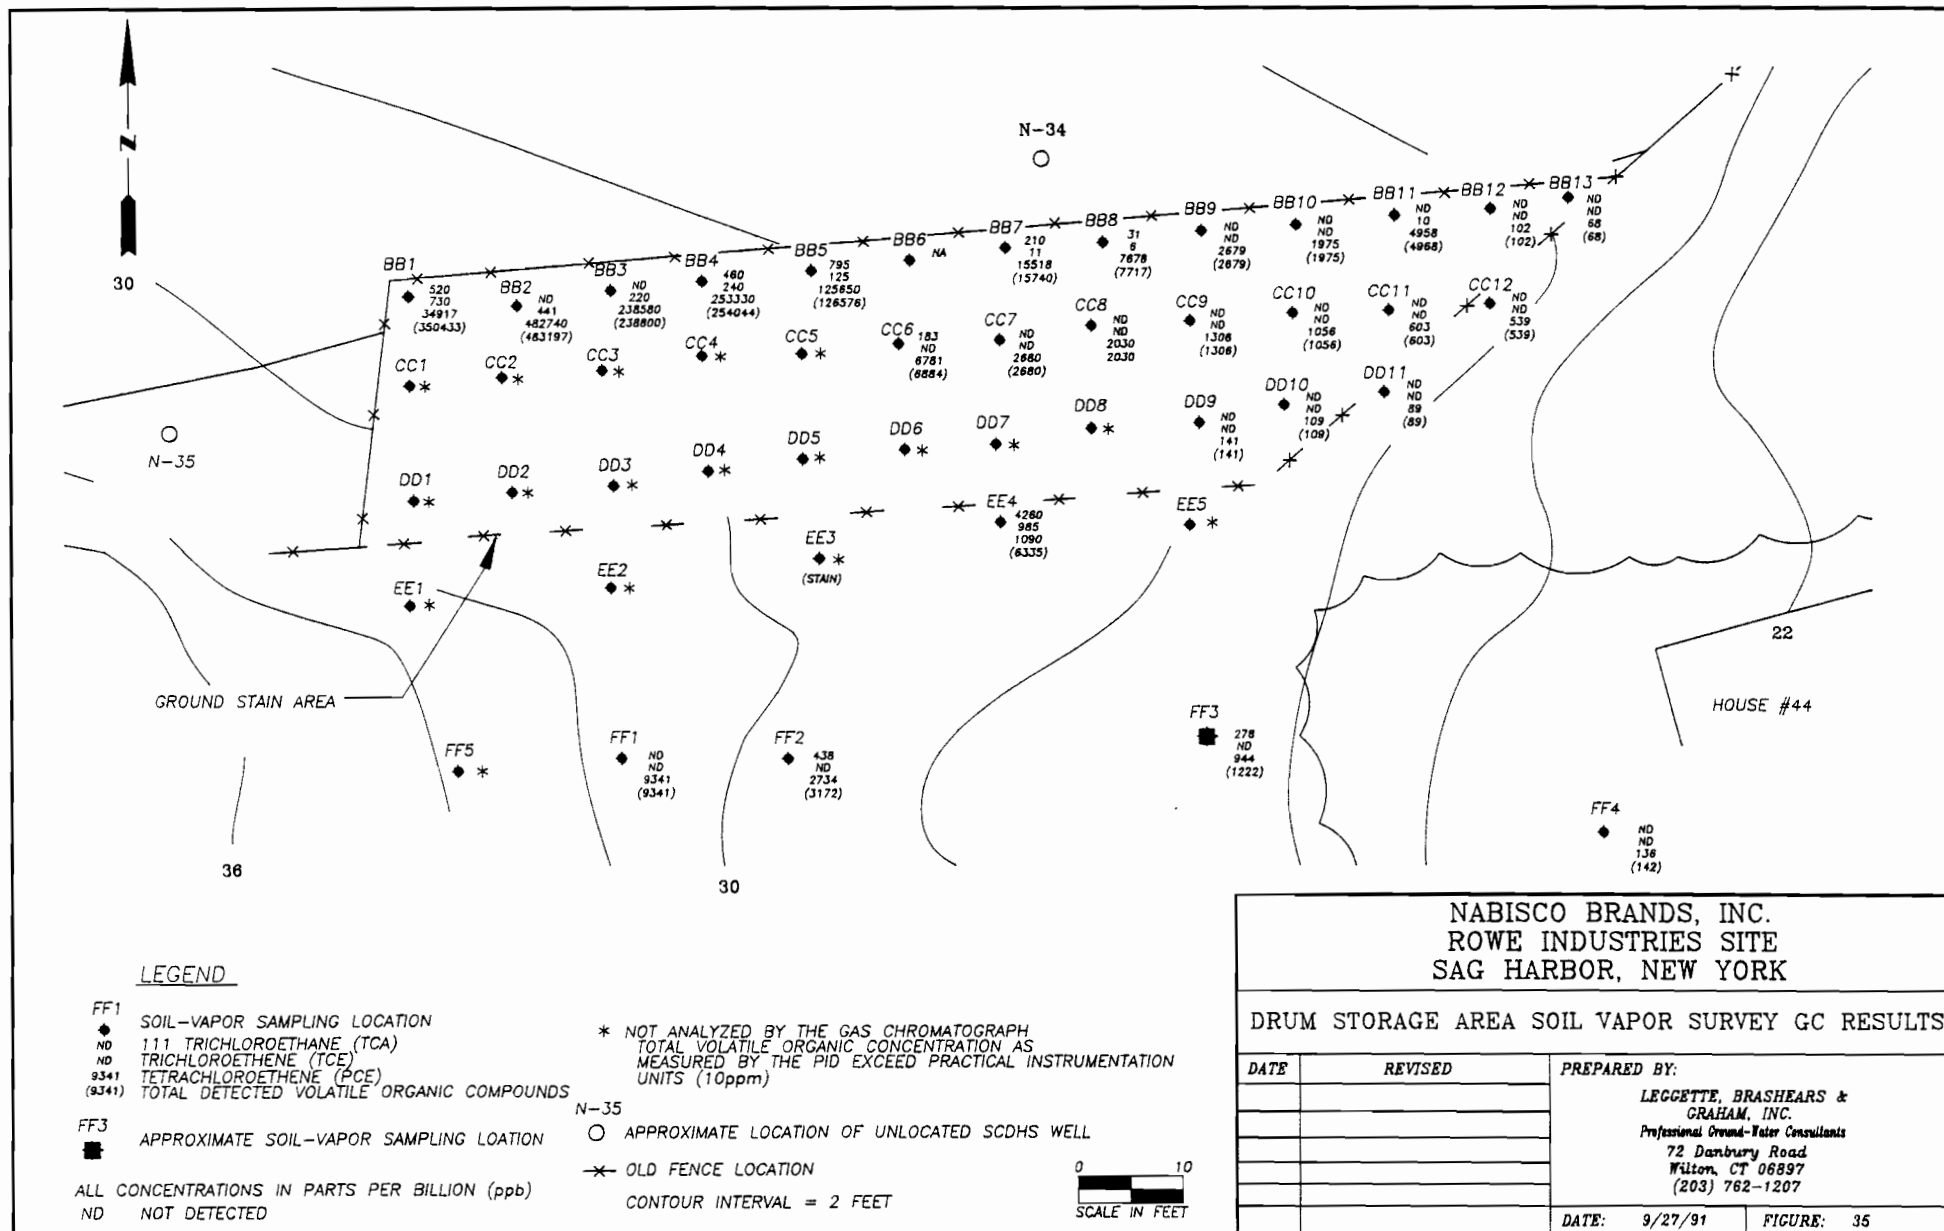 N
N-34
30
BB1
520
730
34917
(350433)
BB2
ND
441
482740
(483197)
BB3
ND
220
238580
(238800)
BB4
460
240
253330
(254044)
BB5
795
125
125650
(126576)
BB6
NA
BB7
210
11
15518
(15740)
BB8
31
6
7678
(7717)
BB9
ND
ND
2679
(2679)
BB10
ND
ND
1975
(1975)
BB11
ND
10
4958
(4968)
BB12
ND
ND
102
(102)
BB13
ND
ND
68
(68)
CC1 *
CC2 *
CC3 *
CC4 *
CC5 *
CC6
183
ND
6781
(6884)
CC7
ND
ND
2680
(2680)
CC8
ND
ND
2030
2030
CC9
ND
ND
1306
(1306)
CC10
ND
ND
1056
(1056)
CC11
ND
ND
603
(603)
CC12
ND
ND
539
(539)
N-35
DD1 *
DD2 *
DD3 *
DD4 *
DD5 *
DD6 *
DD7 *
DD8 *
DD9
ND
ND
141
(141)
DD10
ND
ND
109
(109)
DD11
ND
ND
89
(89)
EE1 *
EE2 *
EE3 *
(STAIN)
EE4
4260
985
1090
(6335)
EE5 *
GROUND STAIN AREA
22
HOUSE #44
FF5 *
FF1
ND
ND
9341
(9341)
FF2
438
ND
2734
(3172)
FF3
278
ND
944
(1222)
FF4
ND
ND
136
(142)
36
30
LEGEND
FF1
SOIL-VAPOR SAMPLING LOCATION
ND 111 TRICHLOROETHANE (TCA)
ND TRICHLOROETHENE (TCE)
9341 TETRACHLOROETHENE (PCE)
(9341) TOTAL DETECTED VOLATILE ORGANIC COMPOUNDS
FF3
APPROXIMATE SOIL-VAPOR SAMPLING LOATION
ALL CONCENTRATIONS IN PARTS PER BILLION (ppb)
ND NOT DETECTED
* NOT ANALYZED BY THE GAS CHROMATOGRAPH
TOTAL VOLATILE ORGANIC CONCENTRATION AS
MEASURED BY THE PID EXCEED PRACTICAL INSTRUMENTATION
UNITS (10ppm)
N-35
APPROXIMATE LOCATION OF UNLOCATED SCDHS WELL
OLD FENCE LOCATION
CONTOUR INTERVAL = 2 FEET
0 10
SCALE IN FEET
NABISCO BRANDS, INC.
ROWE INDUSTRIES SITE
SAG HARBOR, NEW YORK
DRUM STORAGE AREA SOIL VAPOR SURVEY GC RESULTS
DATE REVISED
PREPARED BY:
LEGGETTE, BRASHEARS &
GRAHAM, INC.
Professional Ground-Water Consultants
72 Danbury Road
Wilton, CT 06897
(203) 762-1207
DATE: 9/27/91 FIGURE: 35